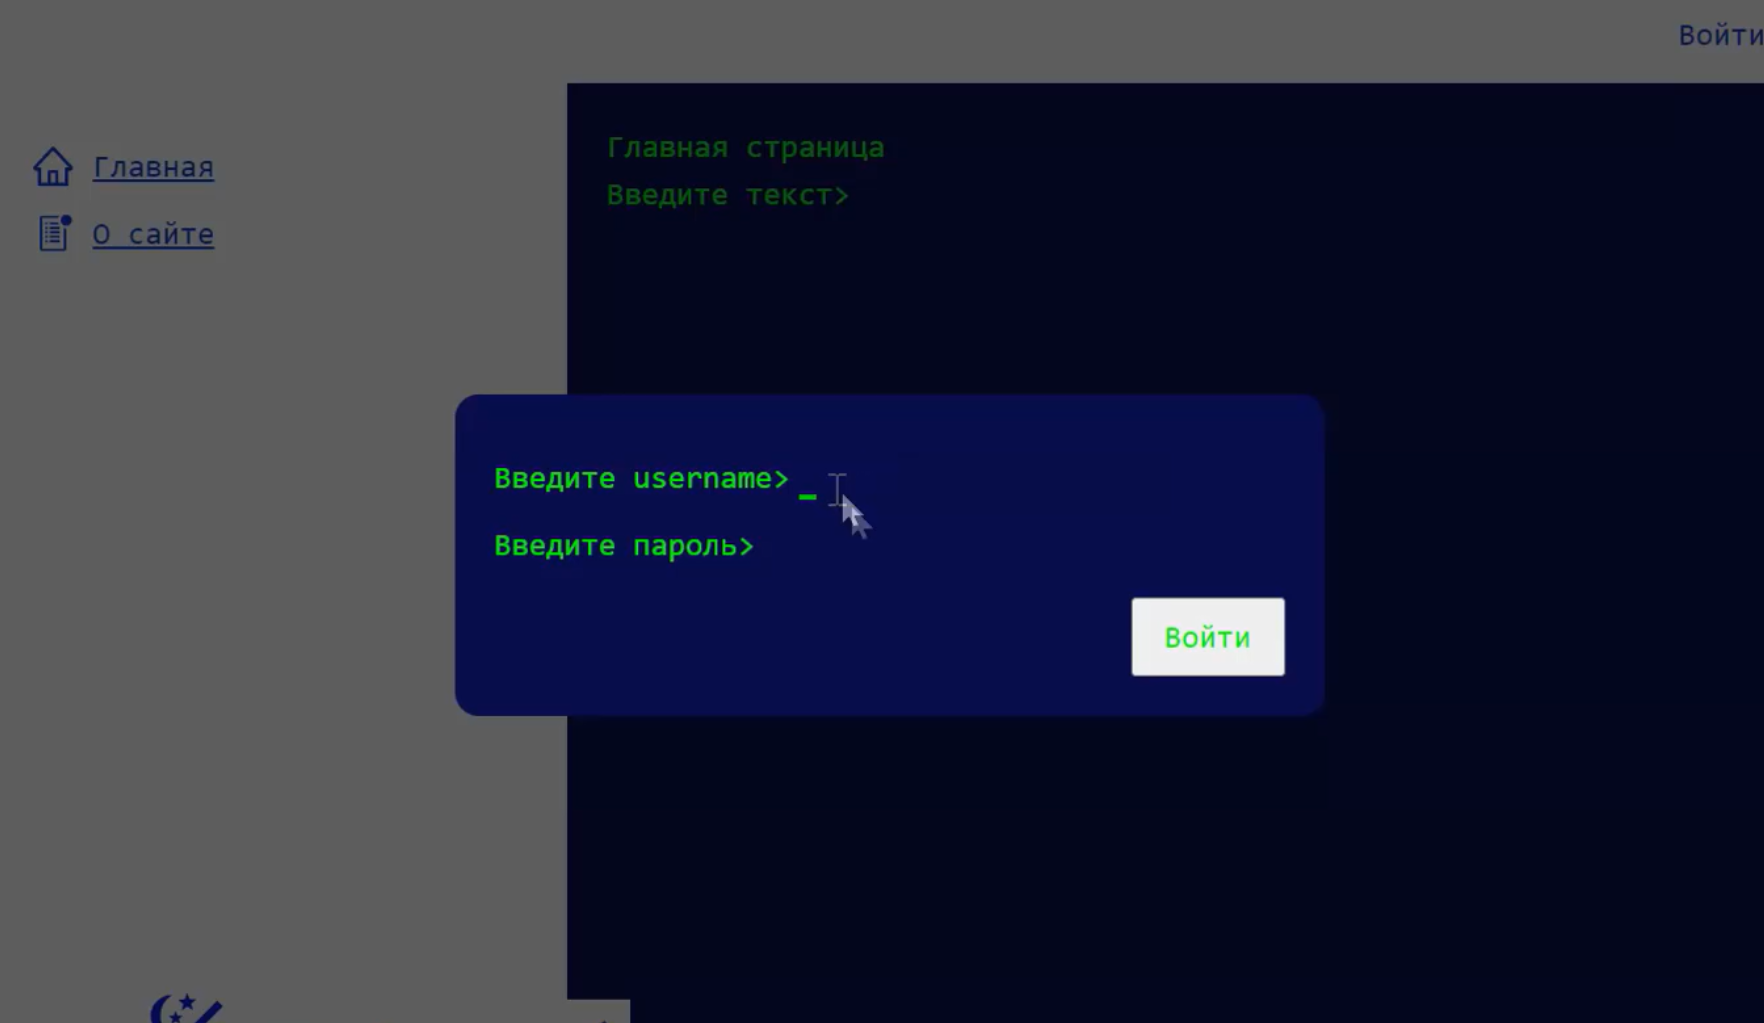 Войти
Главная
О сайте
Главная страница
Введите текст>
Введите username>
Введите пароль>
Войти